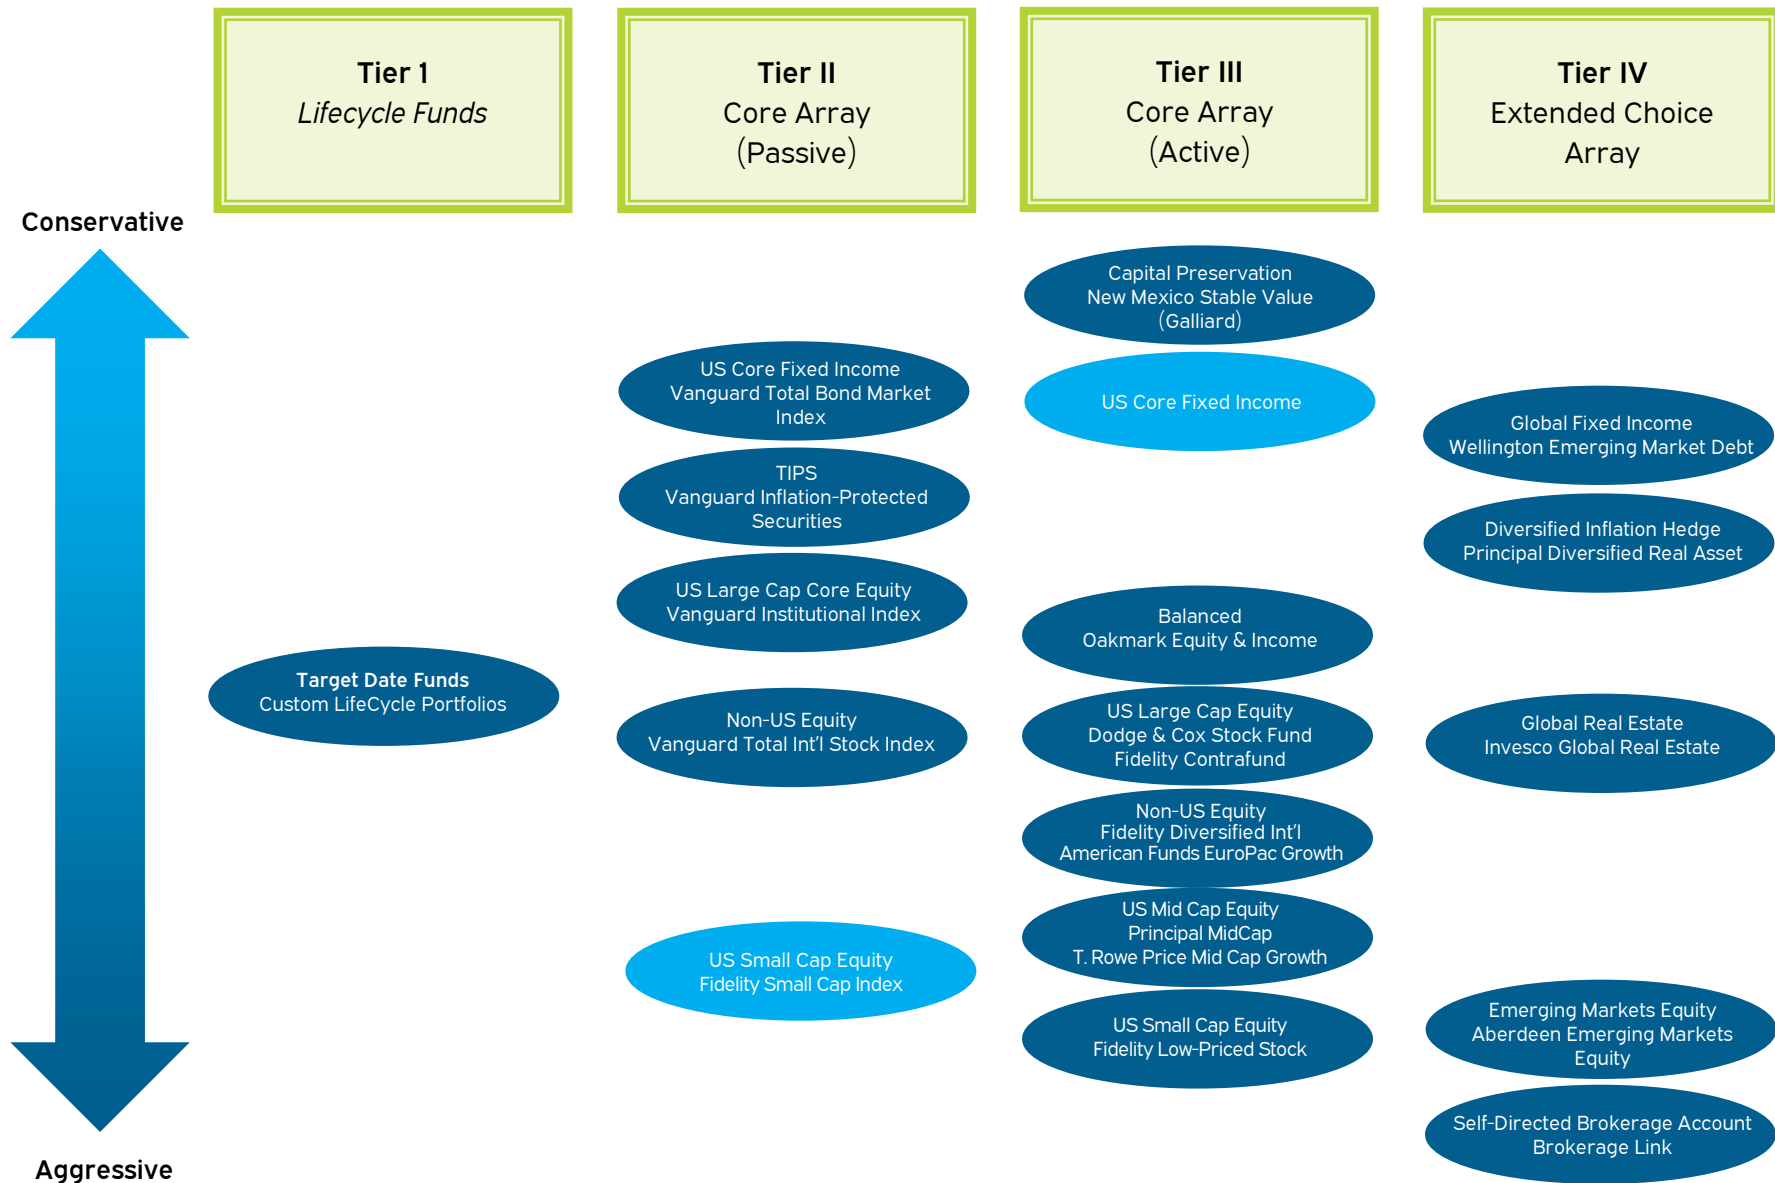 Tier 1
Lifecycle Funds
Tier II
Core Array
(Passive)
Tier III
Core Array
(Active)
Tier IV
Extended Choice
Array
Conservative
Aggressive
Target Date Funds
Custom LifeCycle Portfolios
US Core Fixed Income
Vanguard Total Bond Market
Index
TIPS
Vanguard Inflation-Protected
Securities
US Large Cap Core Equity
Vanguard Institutional Index
Non-US Equity
Vanguard Total Int'l Stock Index
US Small Cap Equity
Fidelity Small Cap Index
Capital Preservation
New Mexico Stable Value
(Galliard)
US Core Fixed Income
Balanced
Oakmark Equity & Income
US Large Cap Equity
Dodge & Cox Stock Fund
Fidelity Contrafund
Non-US Equity
Fidelity Diversified Int'l
American Funds EuroPac Growth
US Mid Cap Equity
Principal MidCap
T. Rowe Price Mid Cap Growth
US Small Cap Equity
Fidelity Low-Priced Stock
Global Fixed Income
Wellington Emerging Market Debt
Diversified Inflation Hedge
Principal Diversified Real Asset
Global Real Estate
Invesco Global Real Estate
Emerging Markets Equity
Aberdeen Emerging Markets
Equity
Self-Directed Brokerage Account
Brokerage Link